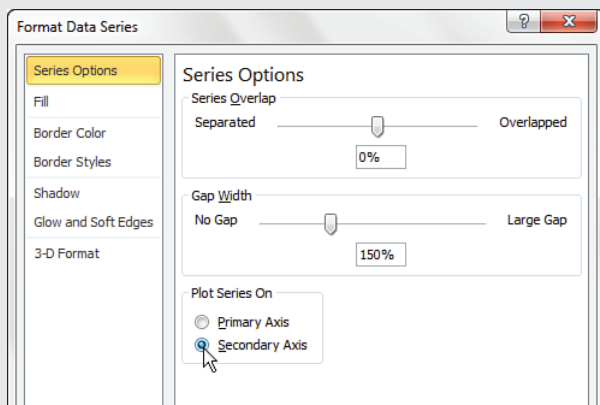 Format Data Series
?
X
Series Options
Fill
Border Color
Border Styles
Shadow
Glow and Soft Edges
3-D Format
Series Options
Series Overlap
Separated Overlapped
0%
Gap Width
No Gap Large Gap
150%
Plot Series On
Primary Axis
Secondary Axis